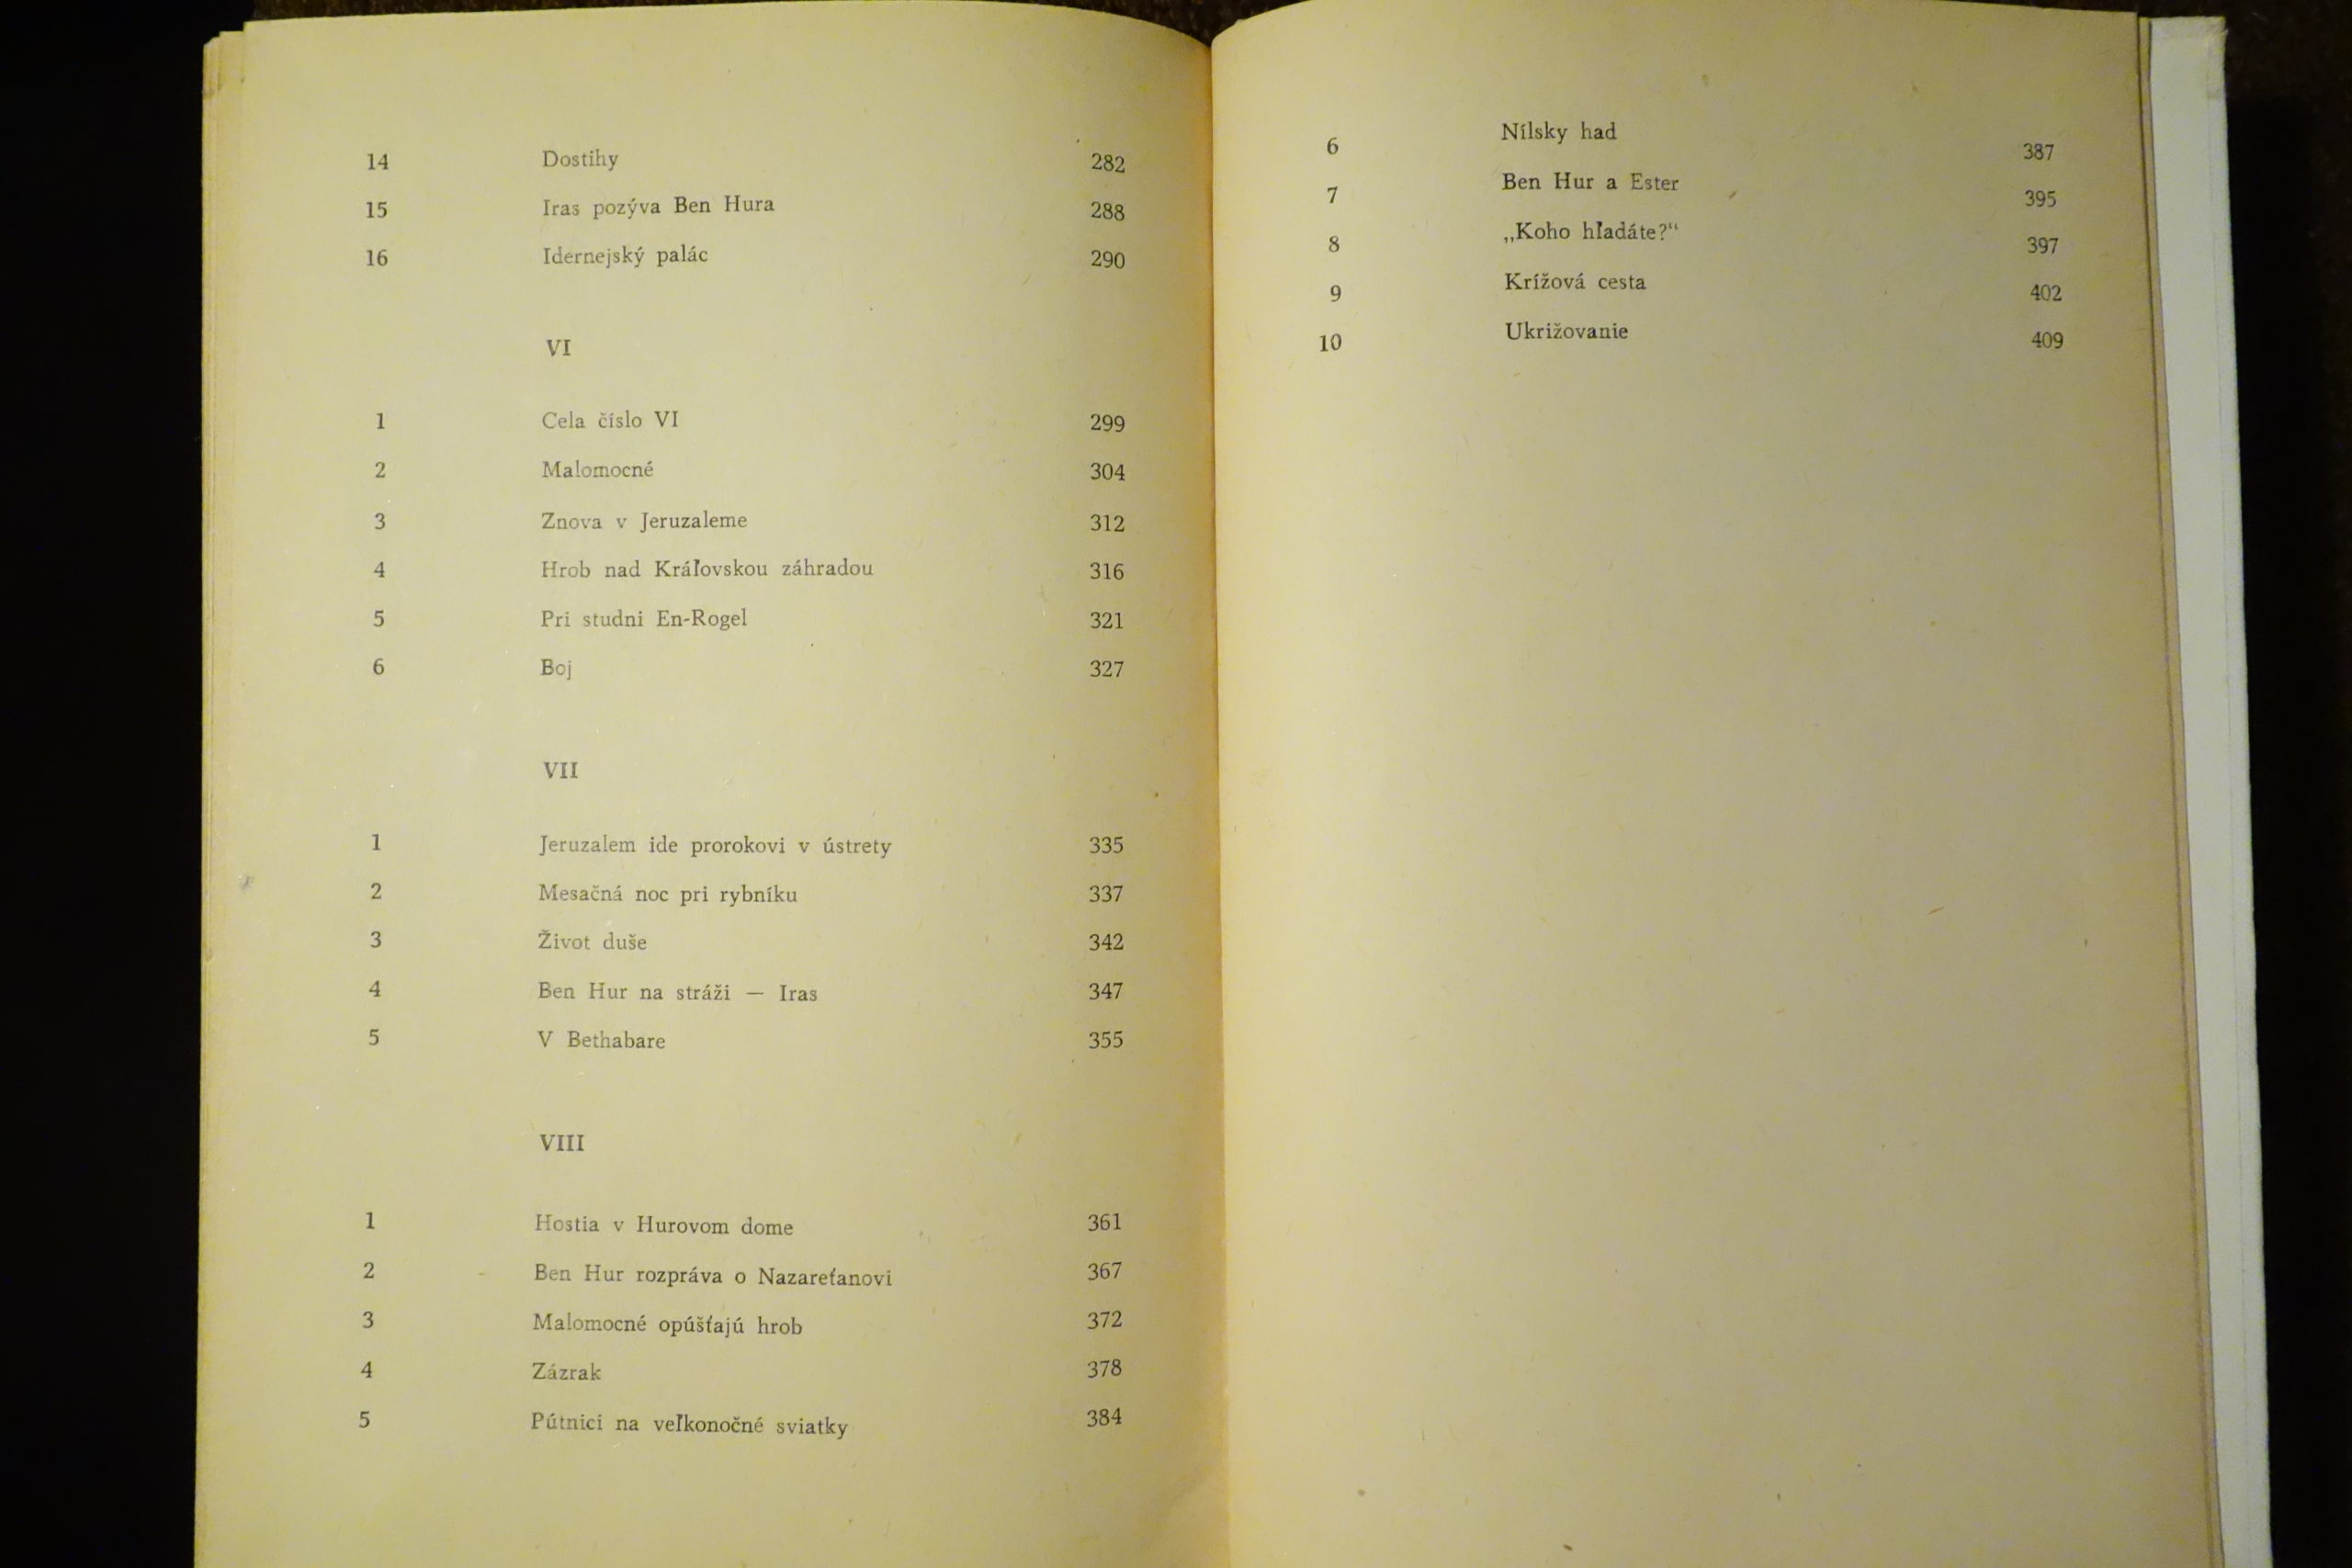 14 Dostihy 282
15 Iras pozýva Ben Hura 288
16 Idernejský palác 290
VI
1 Cela číslo VI 299
2 Malomocné 304
3 Znova v Jeruzaleme 312
4 Hrob nad Kráľovskou záhradou 316
5 Pri studni En-Rogel 321
6 Boj 327
VII
1 Jeruzalem ide prorokovi v ústrety 335
2 Mesačná noc pri rybníku 337
3 Život duše 342
4 Ben Hur na stráži — Iras 347
5 V Bethabare 355
VIII
1 Hostia v Hurovom dome 361
2 Ben Hur rozpráva o Nazareťanovi 367
3 Malomocné opúšťajú hrob 372
4 Zázrak 378
5 Pútnici na veľkonočné sviatky 384
6 Nílsky had 387
7 Ben Hur a Ester 395
8 „Koho hľadáte?“ 397
9 Krížová cesta 402
10 Ukrižovanie 409